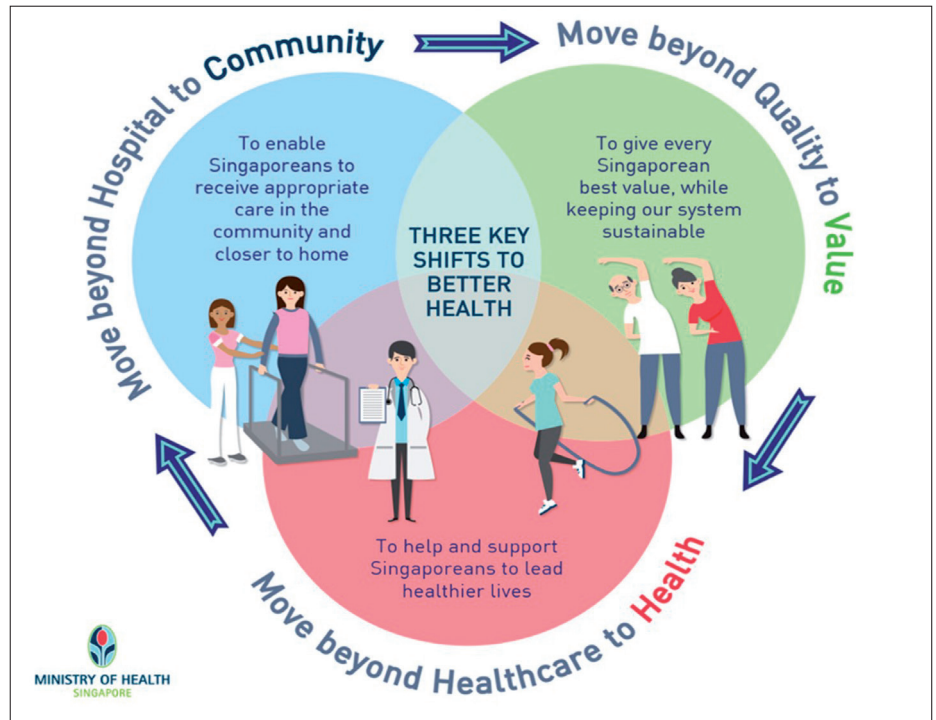 Move beyond Hospital to Community
Move beyond Quality to Value
To enable
Singaporeans to
receive appropriate
care in the
community and
closer to home
To give every
Singaporean
best value, while
keeping our system
sustainable
THREE KEY
SHIFTS TO
BETTER
HEALTH
To help and support
Singaporeans to lead
healthier lives
Move beyond Healthcare to Health
MINISTRY OF HEALTH
SINGAPORE